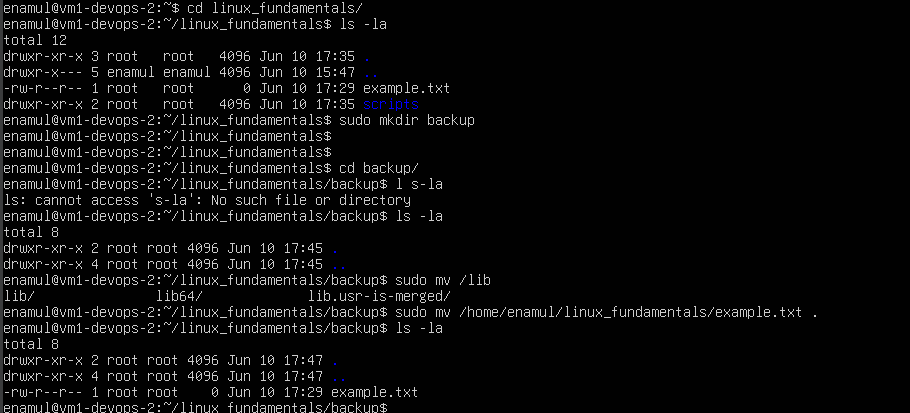 enamul@vm1-devops-2:~$ cd linux_fundamentals/
enamul@vm1-devops-2:~/linux_fundamentals$ ls -la
total 12
drwxr-xr-x 3 root   root   4096 Jun 10 17:35 .
drwxr-x--- 5 enamul enamul 4096 Jun 10 15:47 ..
-rw-r--r-- 1 root   root      0 Jun 10 17:29 example.txt
drwxr-xr-x 2 root   root   4096 Jun 10 17:35 scripts
enamul@vm1-devops-2:~/linux_fundamentals$ sudo mkdir backup
enamul@vm1-devops-2:~/linux_fundamentals$
enamul@vm1-devops-2:~/linux_fundamentals$
enamul@vm1-devops-2:~/linux_fundamentals$ cd backup/
enamul@vm1-devops-2:~/linux_fundamentals/backup$ l s-la
ls: cannot access 's-la': No such file or directory
enamul@vm1-devops-2:~/linux_fundamentals/backup$ ls -la
total 8
drwxr-xr-x 2 root root 4096 Jun 10 17:45 .
drwxr-xr-x 4 root root 4096 Jun 10 17:45 ..
enamul@vm1-devops-2:~/linux_fundamentals/backup$ sudo mv /lib
lib/               lib64/             lib.usr-is-merged/
enamul@vm1-devops-2:~/linux_fundamentals/backup$ sudo mv /home/enamul/linux_fundamentals/example.txt .
enamul@vm1-devops-2:~/linux_fundamentals/backup$ ls -la
total 8
drwxr-xr-x 2 root root 4096 Jun 10 17:47 .
drwxr-xr-x 4 root root 4096 Jun 10 17:47 ..
-rw-r--r-- 1 root root    0 Jun 10 17:29 example.txt
enamul@vm1-devops-2:~/linux_fundamentals/backup$